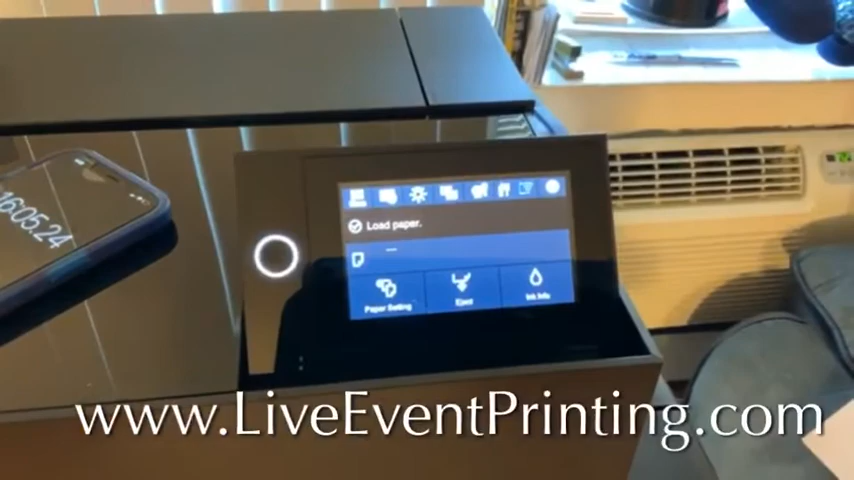 16:05.24
Load paper.
Paper Setting
Eject
Ink Info
www.LiveEventPrinting.com